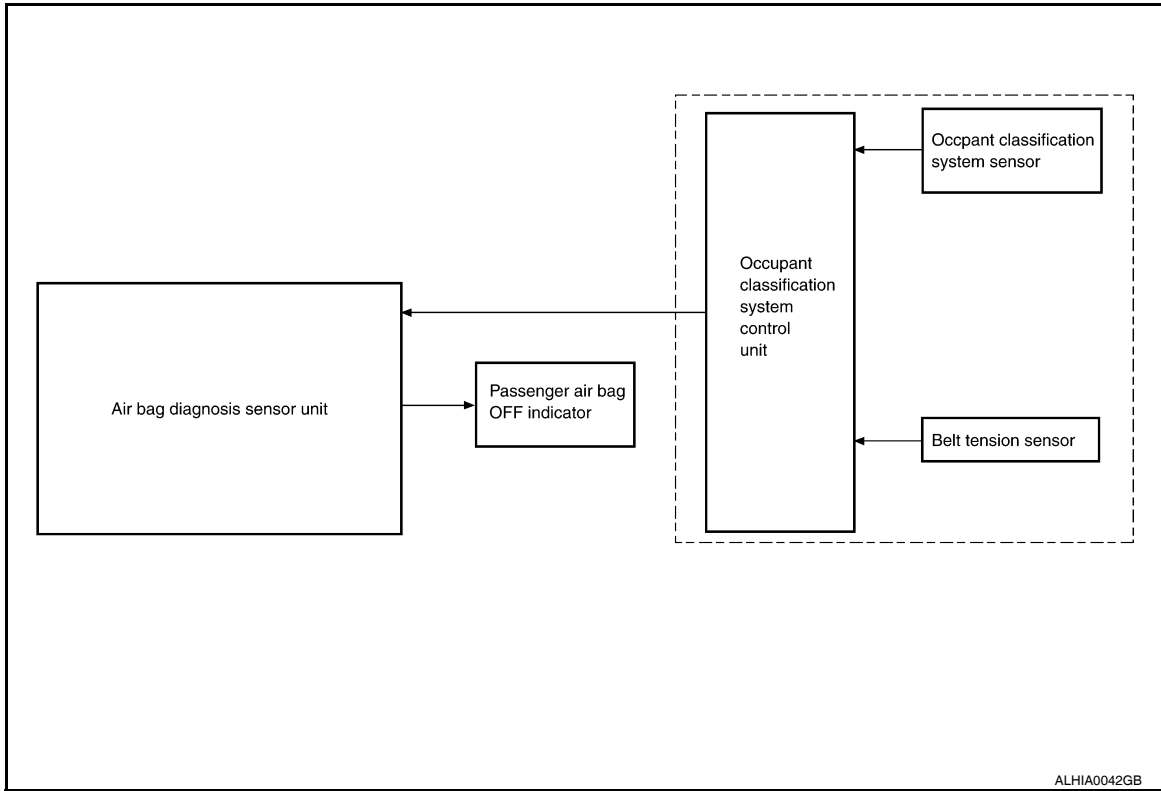 Occpant classification
system sensor
Occupant
classification
system
control
unit
Air bag diagnosis sensor unit
Passenger air bag
OFF indicator
Belt tension sensor
ALHIA0042GB